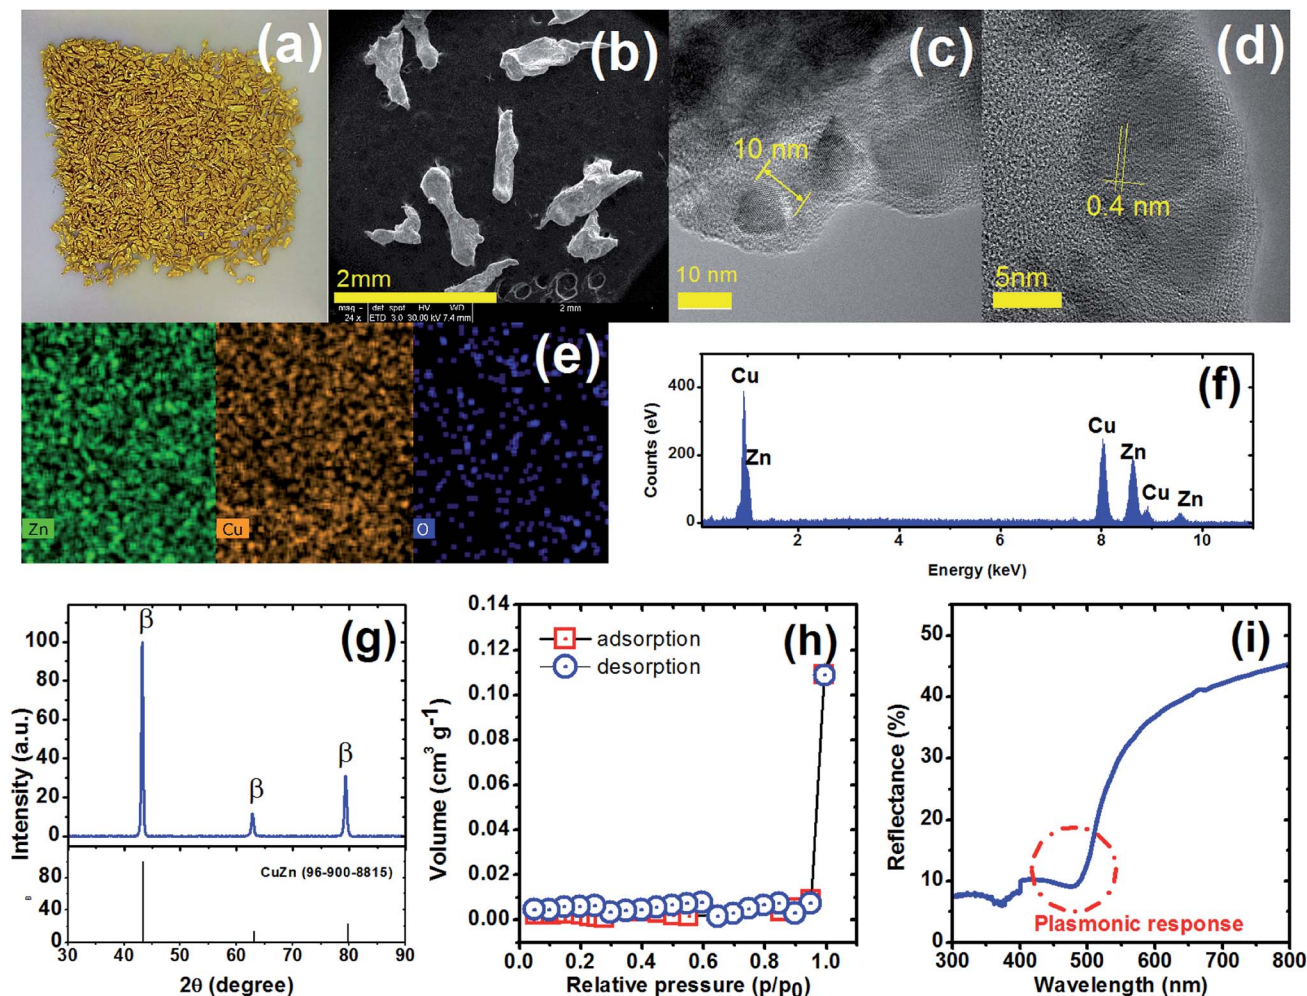 (a)
(b)
2mm
mag
det
spot
HV
WD
24 x
ETD
3.0
30.00 kV
7.4 mm
2 mm
(c)
10 nm
10 nm
(d)
0.4 nm
5nm
(e)
Zn
Cu
O
(f)
Cu
Zn
Cu
Zn
Cu
Zn
400
200
0
Counts (eV)
2 4 6 8 10
Energy (keV)
(g)
β
β
β
100
80
60
40
20
0
Intensity (a.u.)
CuZn (96-900-8815)
80
40
0
30 40 50 60 70 80 90
2θ (degree)
(h)
adsorption
desorption
0.14
0.12
0.10
0.08
0.06
0.04
0.02
0.00
Volume (cm³ g⁻¹)
0.0 0.2 0.4 0.6 0.8 1.0
Relative pressure (p/p₀)
(i)
50
40
30
20
10
0
Reflectance (%)
Plasmonic response
300 400 500 600 700 800
Wavelength (nm)